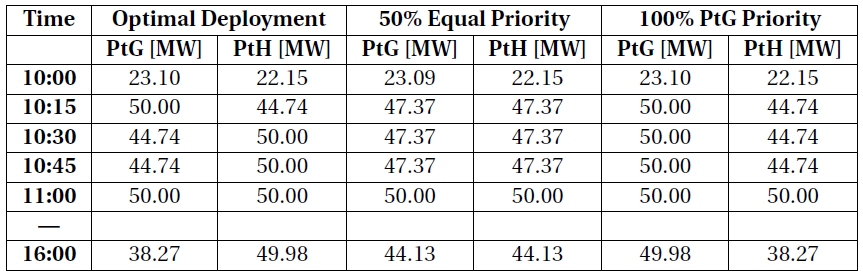 Time Optimal Deployment 50% Equal Priority 100% PtG Priority
PtG [MW] PtH [MW] PtG [MW] PtH [MW] PtG [MW] PtH [MW]
10:00 23.10 22.15 23.09 22.15 23.10 22.15
10:15 50.00 44.74 47.37 47.37 50.00 44.74
10:30 44.74 50.00 47.37 47.37 50.00 44.74
10:45 44.74 50.00 47.37 47.37 50.00 44.74
11:00 50.00 50.00 50.00 50.00 50.00 50.00
—
16:00 38.27 49.98 44.13 44.13 49.98 38.27